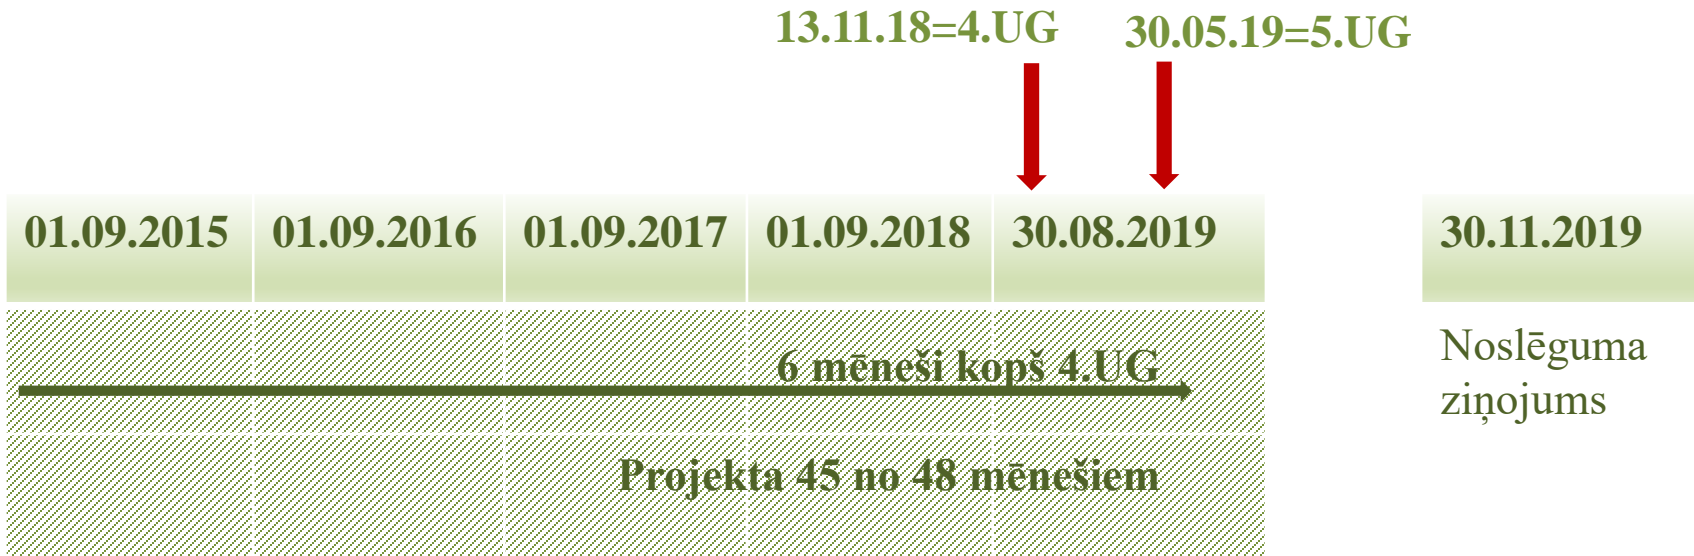 13.11.18=4.UG
30.05.19=5.UG
01.09.2015
01.09.2016
01.09.2017
01.09.2018
30.08.2019
30.11.2019
6 mēneši kopš 4.UG
Projekta 45 no 48 mēnešiem
Noslēguma
ziņojums